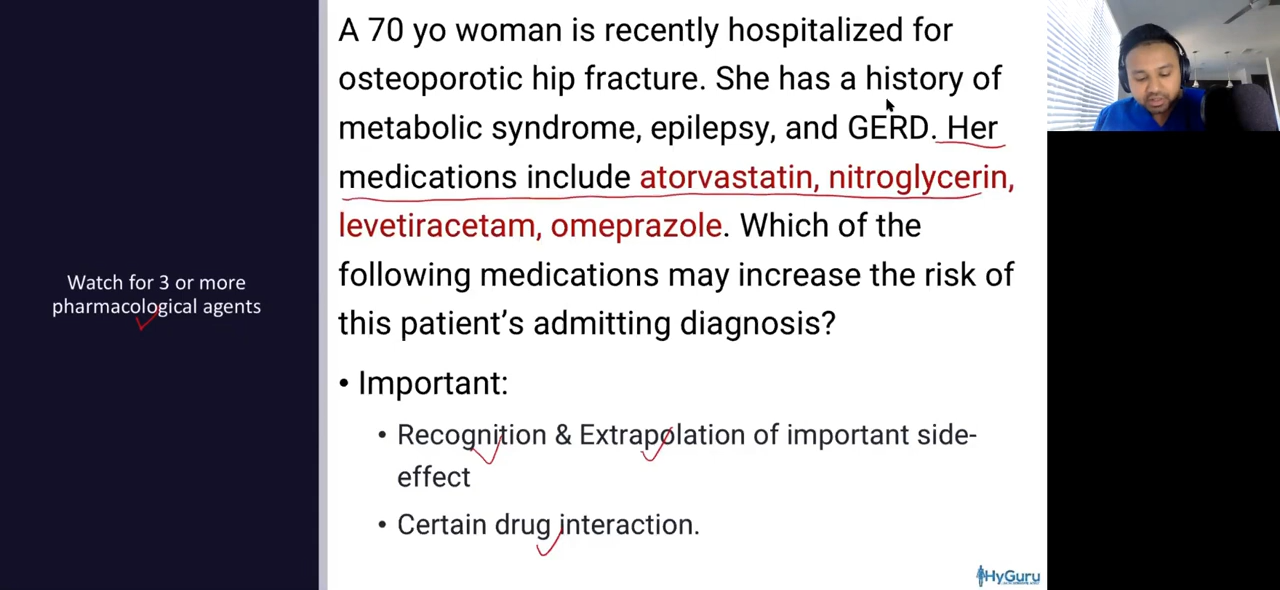 Watch for 3 or more
pharmacological agents
A 70 yo woman is recently hospitalized for
osteoporotic hip fracture. She has a history of
metabolic syndrome, epilepsy, and GERD. Her
medications include atorvastatin, nitroglycerin,
levetiracetam, omeprazole. Which of the
following medications may increase the risk of
this patient's admitting diagnosis?
• Important:
• Recognition & Extrapolation of important side-
effect
• Certain drug interaction.
HyGuru